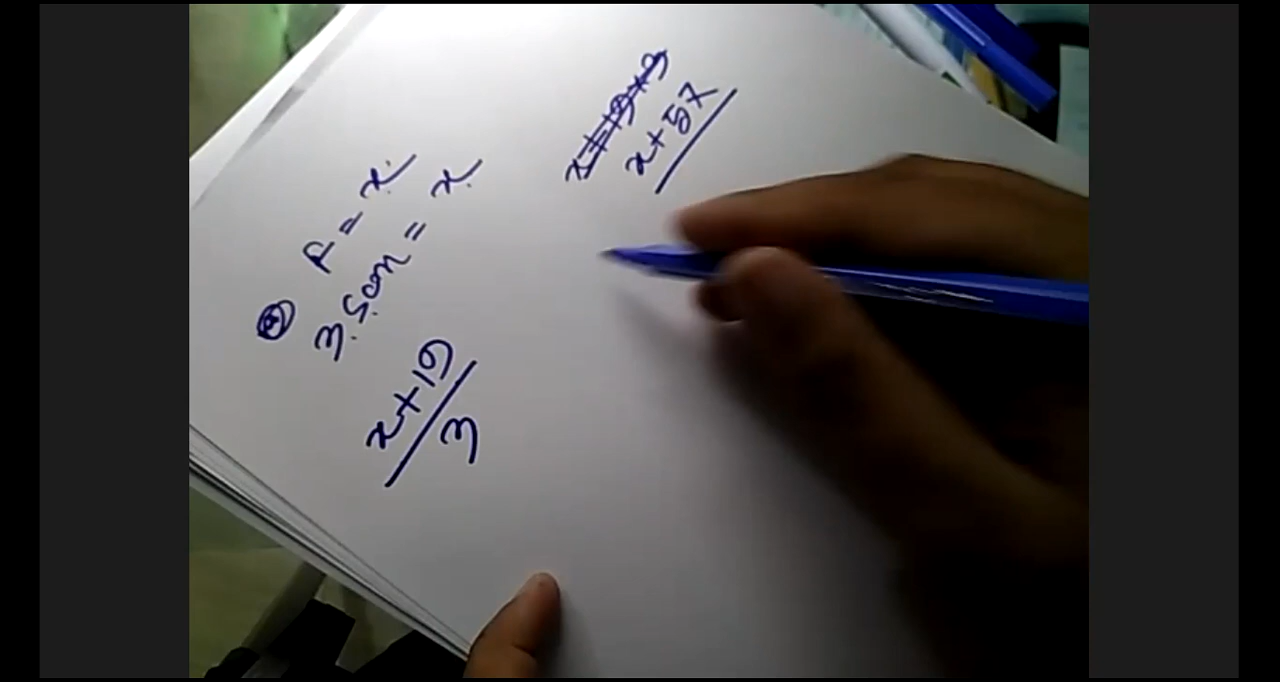 P = x.
3. Son = x.
x + 19
3
x + 57